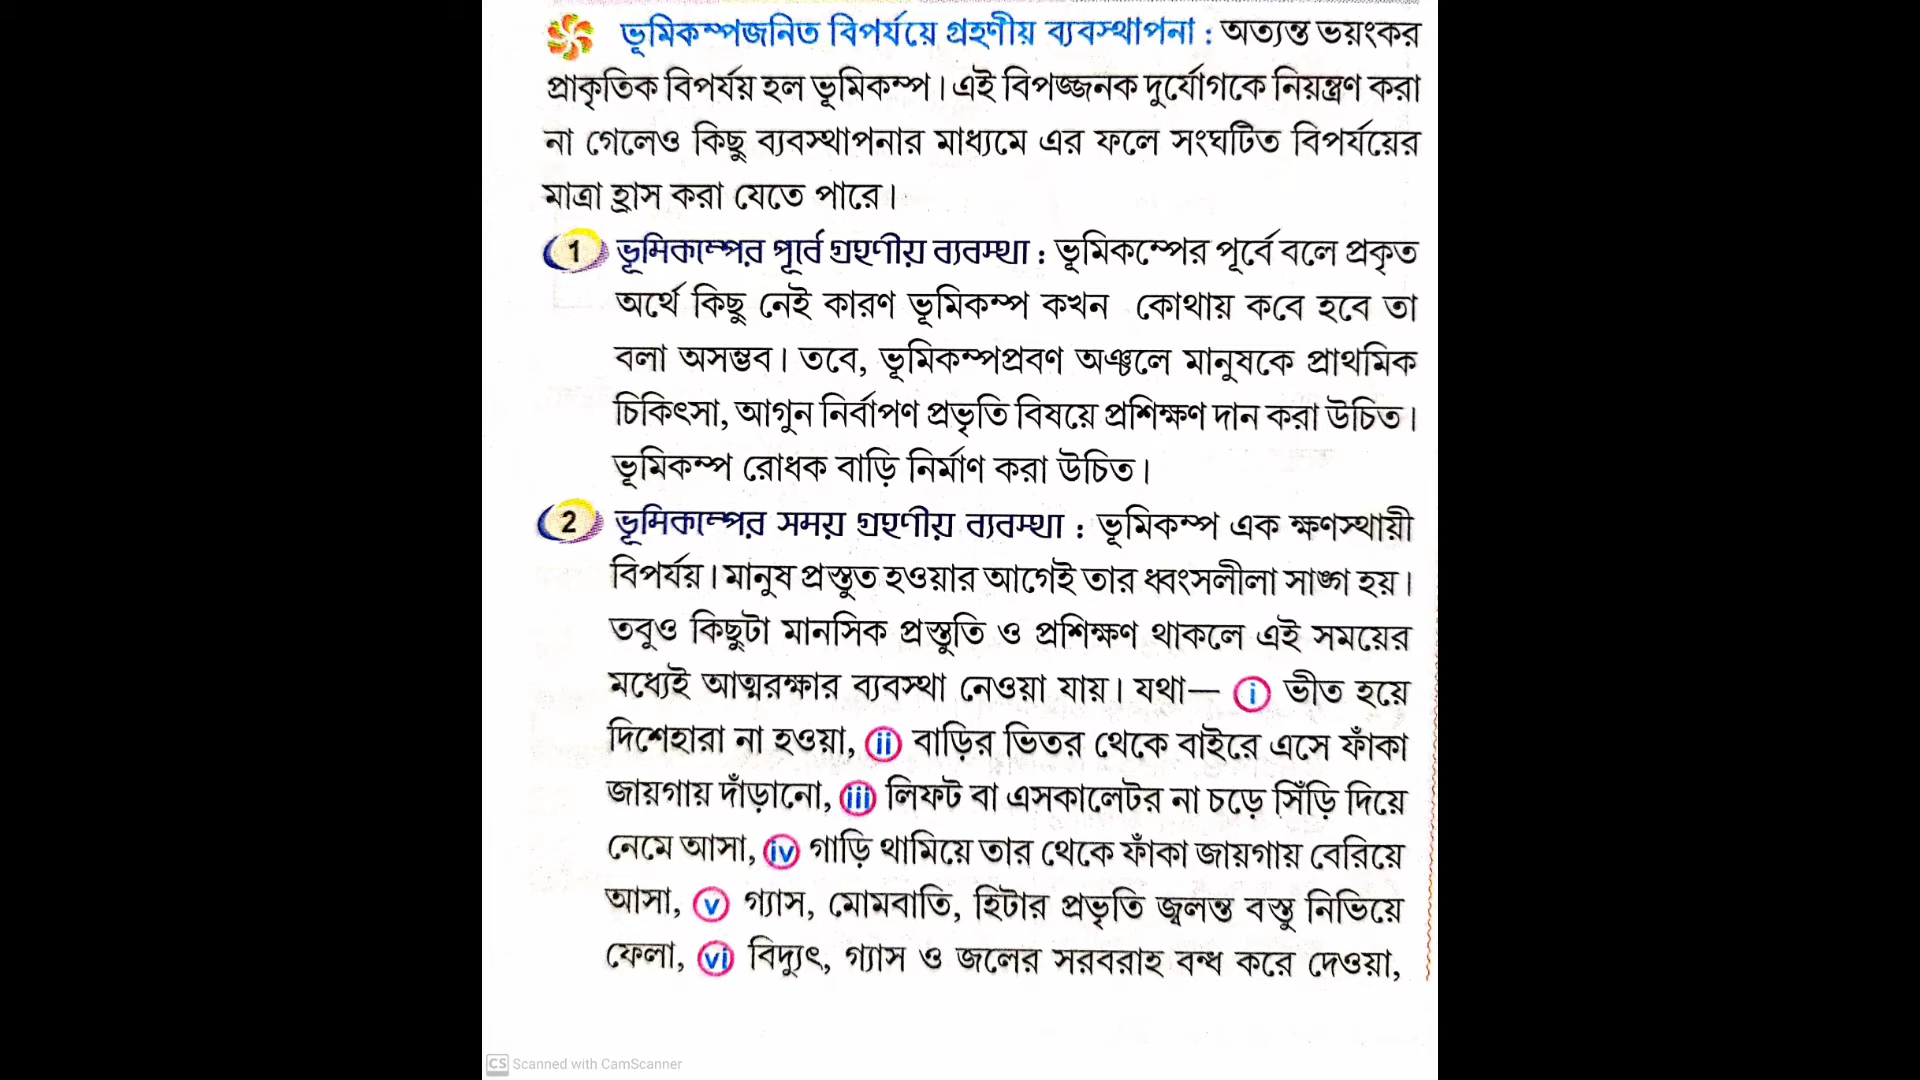 ভূমিকম্পজনিত বিপর্যয়ে গ্রহণীয় ব্যবস্থাপনা : অত্যন্ত ভয়ংকর
প্রাকৃতিক বিপর্যয় হল ভূমিকম্প। এই বিপজ্জনক দুর্যোগকে নিয়ন্ত্রণ করা
না গেলেও কিছু ব্যবস্থাপনার মাধ্যমে এর ফলে সংঘটিত বিপর্যয়ের
মাত্রা হ্রাস করা যেতে পারে।
1 ভূমিকম্পের পূর্বে গ্রহণীয় ব্যবস্থা : ভূমিকম্পের পূর্বে বলে প্রকৃত
অর্থে কিছু নেই কারণ ভূমিকম্প কখন কোথায় কবে হবে তা
বলা অসম্ভব। তবে, ভূমিকম্পপ্রবণ অঞ্চলে মানুষকে প্রাথমিক
চিকিৎসা, আগুন নির্বাপণ প্রভৃতি বিষয়ে প্রশিক্ষণ দান করা উচিত।
ভূমিকম্প রোধক বাড়ি নির্মাণ করা উচিত।
2 ভূমিকম্পের সময় গ্রহণীয় ব্যবস্থা : ভূমিকম্প এক ক্ষণস্থায়ী
বিপর্যয়। মানুষ প্রস্তুত হওয়ার আগেই তার ধ্বংসলীলা সাঙ্গ হয়।
তবুও কিছুটা মানসিক প্রস্তুতি ও প্রশিক্ষণ থাকলে এই সময়ের
মধ্যেই আত্মরক্ষার ব্যবস্থা নেওয়া যায়। যথা— i ভীত হয়ে
দিশেহারা না হওয়া, ii বাড়ির ভিতর থেকে বাইরে এসে ফাঁকা
জায়গায় দাঁড়ানো, iii লিফট বা এসকালেটর না চড়ে সিঁড়ি দিয়ে
নেমে আসা, iv গাড়ি থামিয়ে তার থেকে ফাঁকা জায়গায় বেরিয়ে
আসা, v গ্যাস, মোমবাতি, হিটার প্রভৃতি জ্বলন্ত বস্তু নিভিয়ে
ফেলা, vi বিদ্যুৎ, গ্যাস ও জলের সরবরাহ বন্ধ করে দেওয়া,
CS Scanned with CamScanner